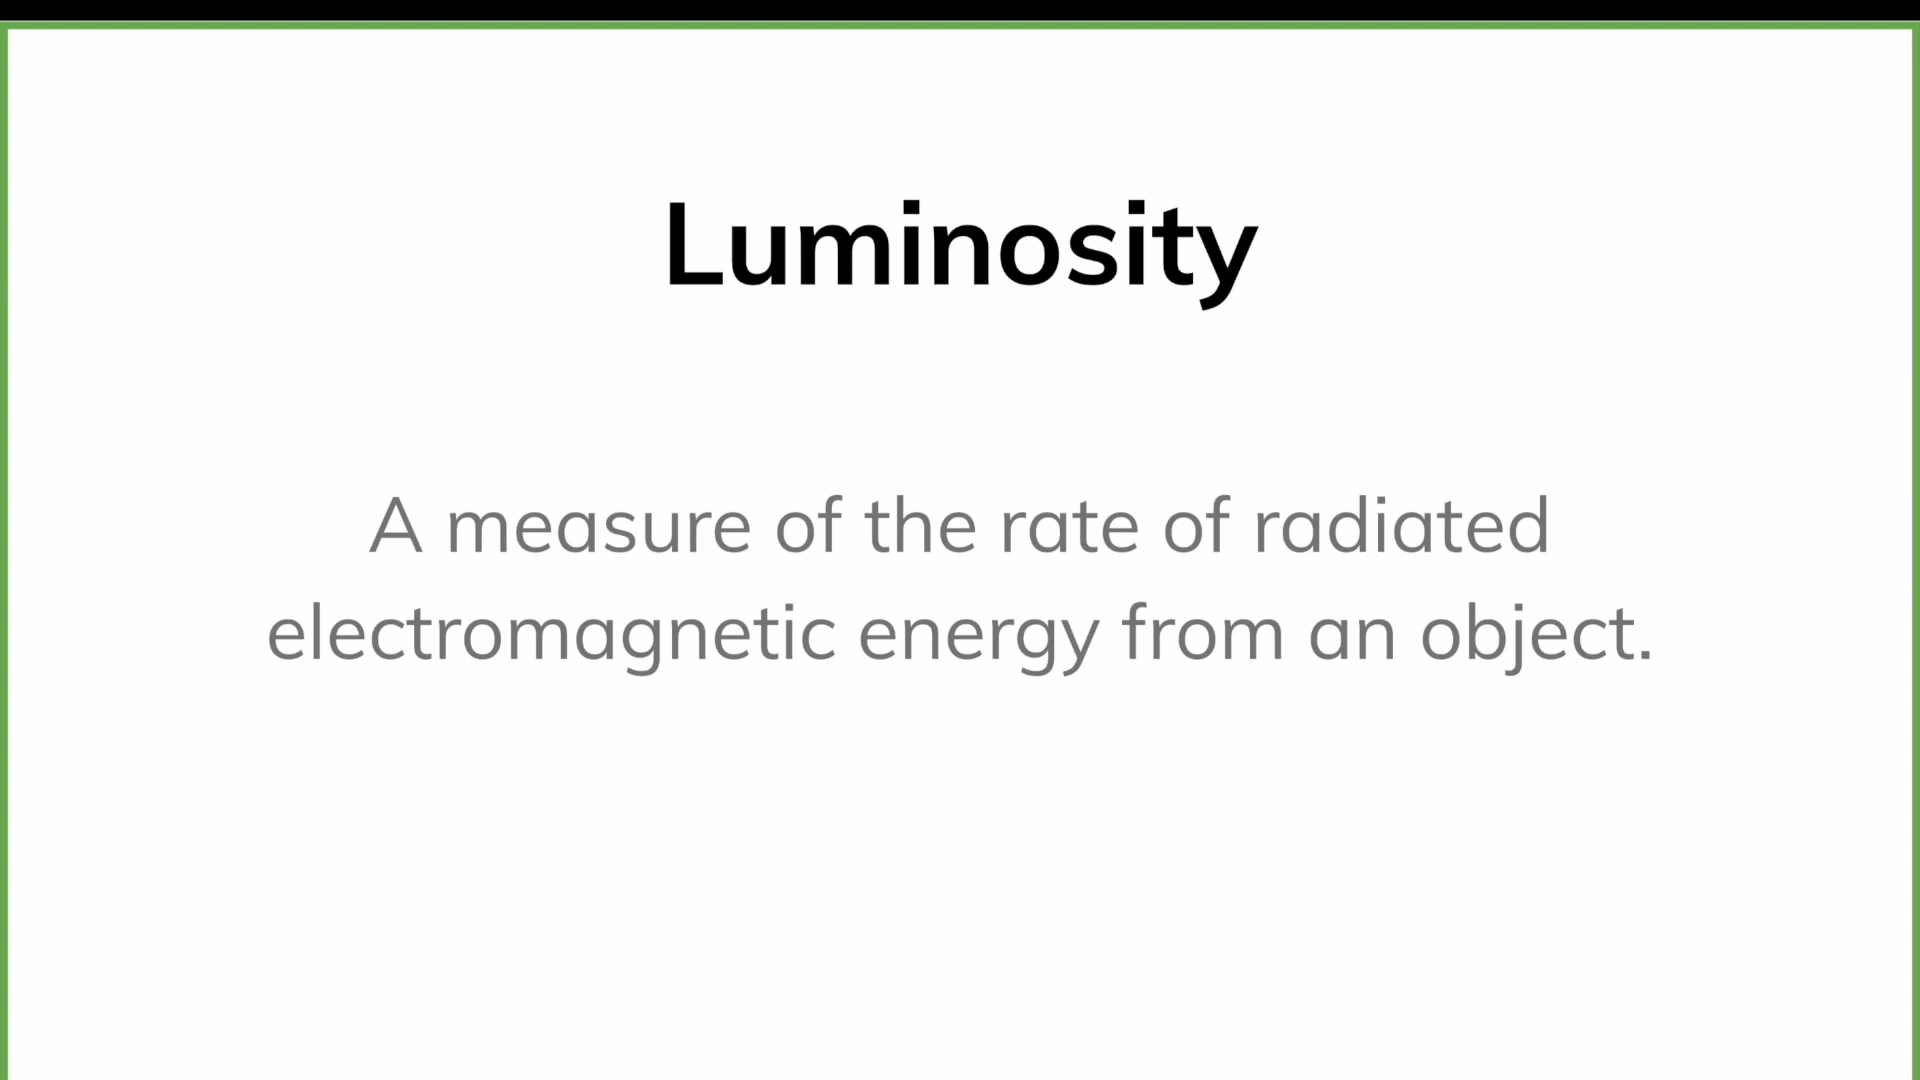 Luminosity
A measure of the rate of radiated
electromagnetic energy from an object.